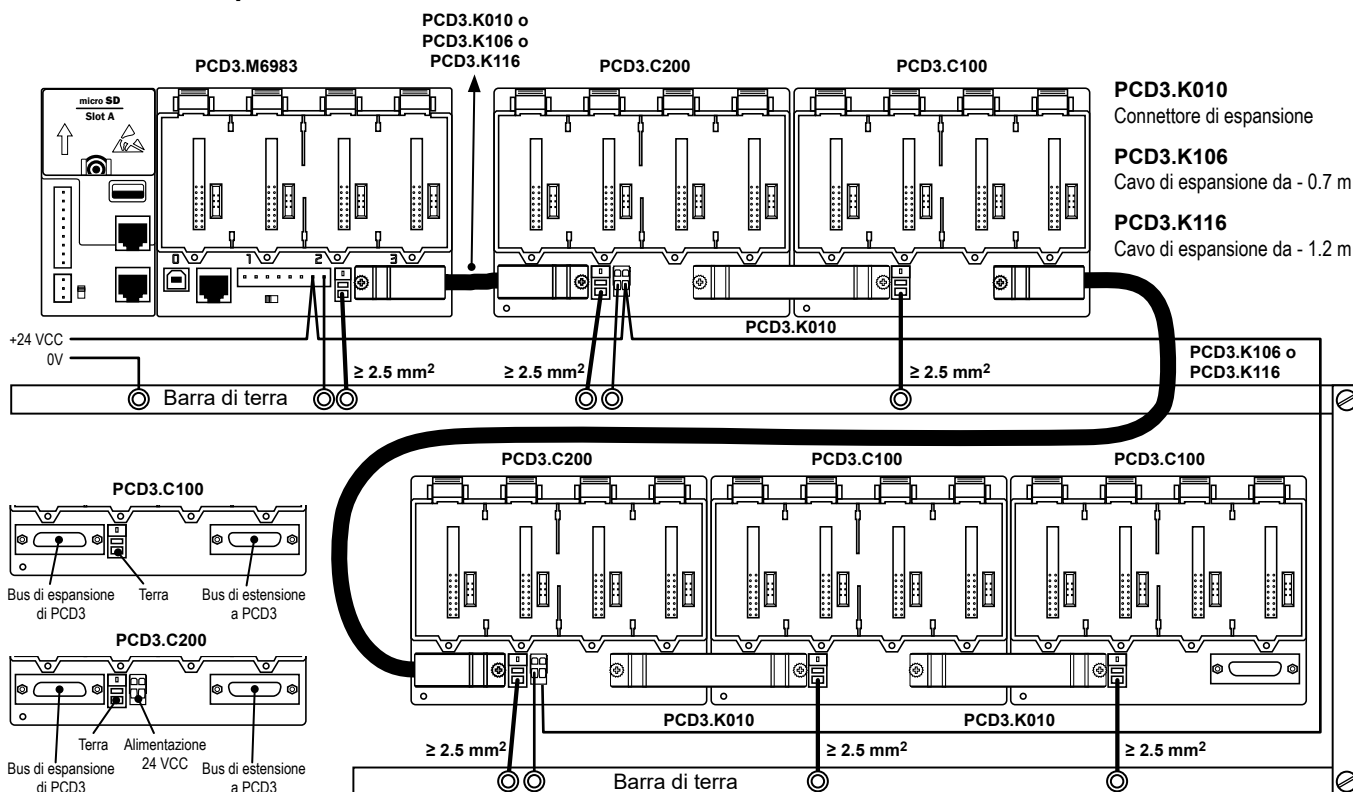 PCD3.K010 o
PCD3.K106 o
PCD3.K116
PCD3.M6983
PCD3.C200
PCD3.C100
micro SD
Slot A
PCD3.K010
Connettore di espansione
PCD3.K106
Cavo di espansione da - 0.7 m
PCD3.K116
Cavo di espansione da - 1.2 m
0
1
2
3
PCD3.K010
+24 VCC
0V
≥ 2.5 mm²
≥ 2.5 mm²
≥ 2.5 mm²
PCD3.K106 o
PCD3.K116
Barra di terra
PCD3.C200
PCD3.C100
PCD3.C100
PCD3.C100
Bus di espansione
di PCD3
Terra
Bus di estensione
a PCD3
PCD3.C200
Terra
Alimentazione
24 VCC
Bus di espansione
di PCD3
Bus di estensione
a PCD3
PCD3.K010
PCD3.K010
≥ 2.5 mm²
≥ 2.5 mm²
≥ 2.5 mm²
Barra di terra